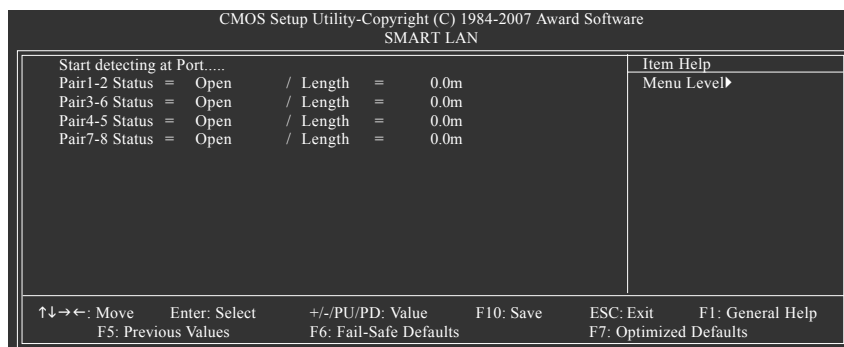 CMOS Setup Utility-Copyright (C) 1984-2007 Award Software
SMART LAN
Start detecting at Port.....
Pair1-2 Status = Open / Length = 0.0m
Pair3-6 Status = Open / Length = 0.0m
Pair4-5 Status = Open / Length = 0.0m
Pair7-8 Status = Open / Length = 0.0m
Item Help
Menu Level▶
↑↓→←: Move Enter: Select +/-/PU/PD: Value F10: Save ESC: Exit F1: General Help
F5: Previous Values F6: Fail-Safe Defaults F7: Optimized Defaults